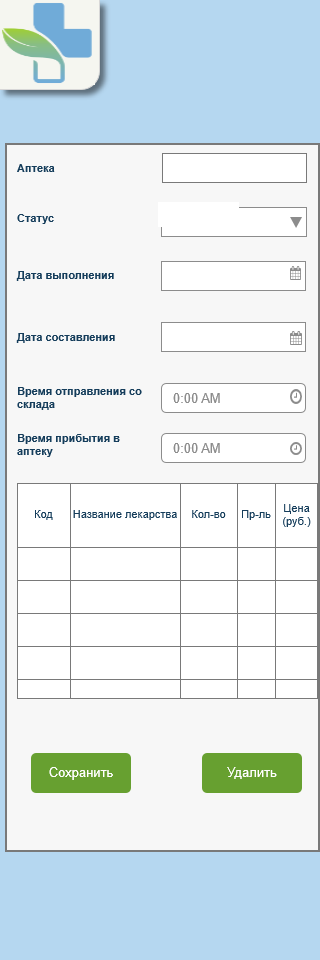 Аптека
Статус
Дата выполнения
Дата составления
Время отправления со
склада
0:00 AM
Время прибытия в
аптеку
0:00 AM
Код Название лекарства Кол-во Пр-ль Цена
(руб.)
Сохранить Удалить